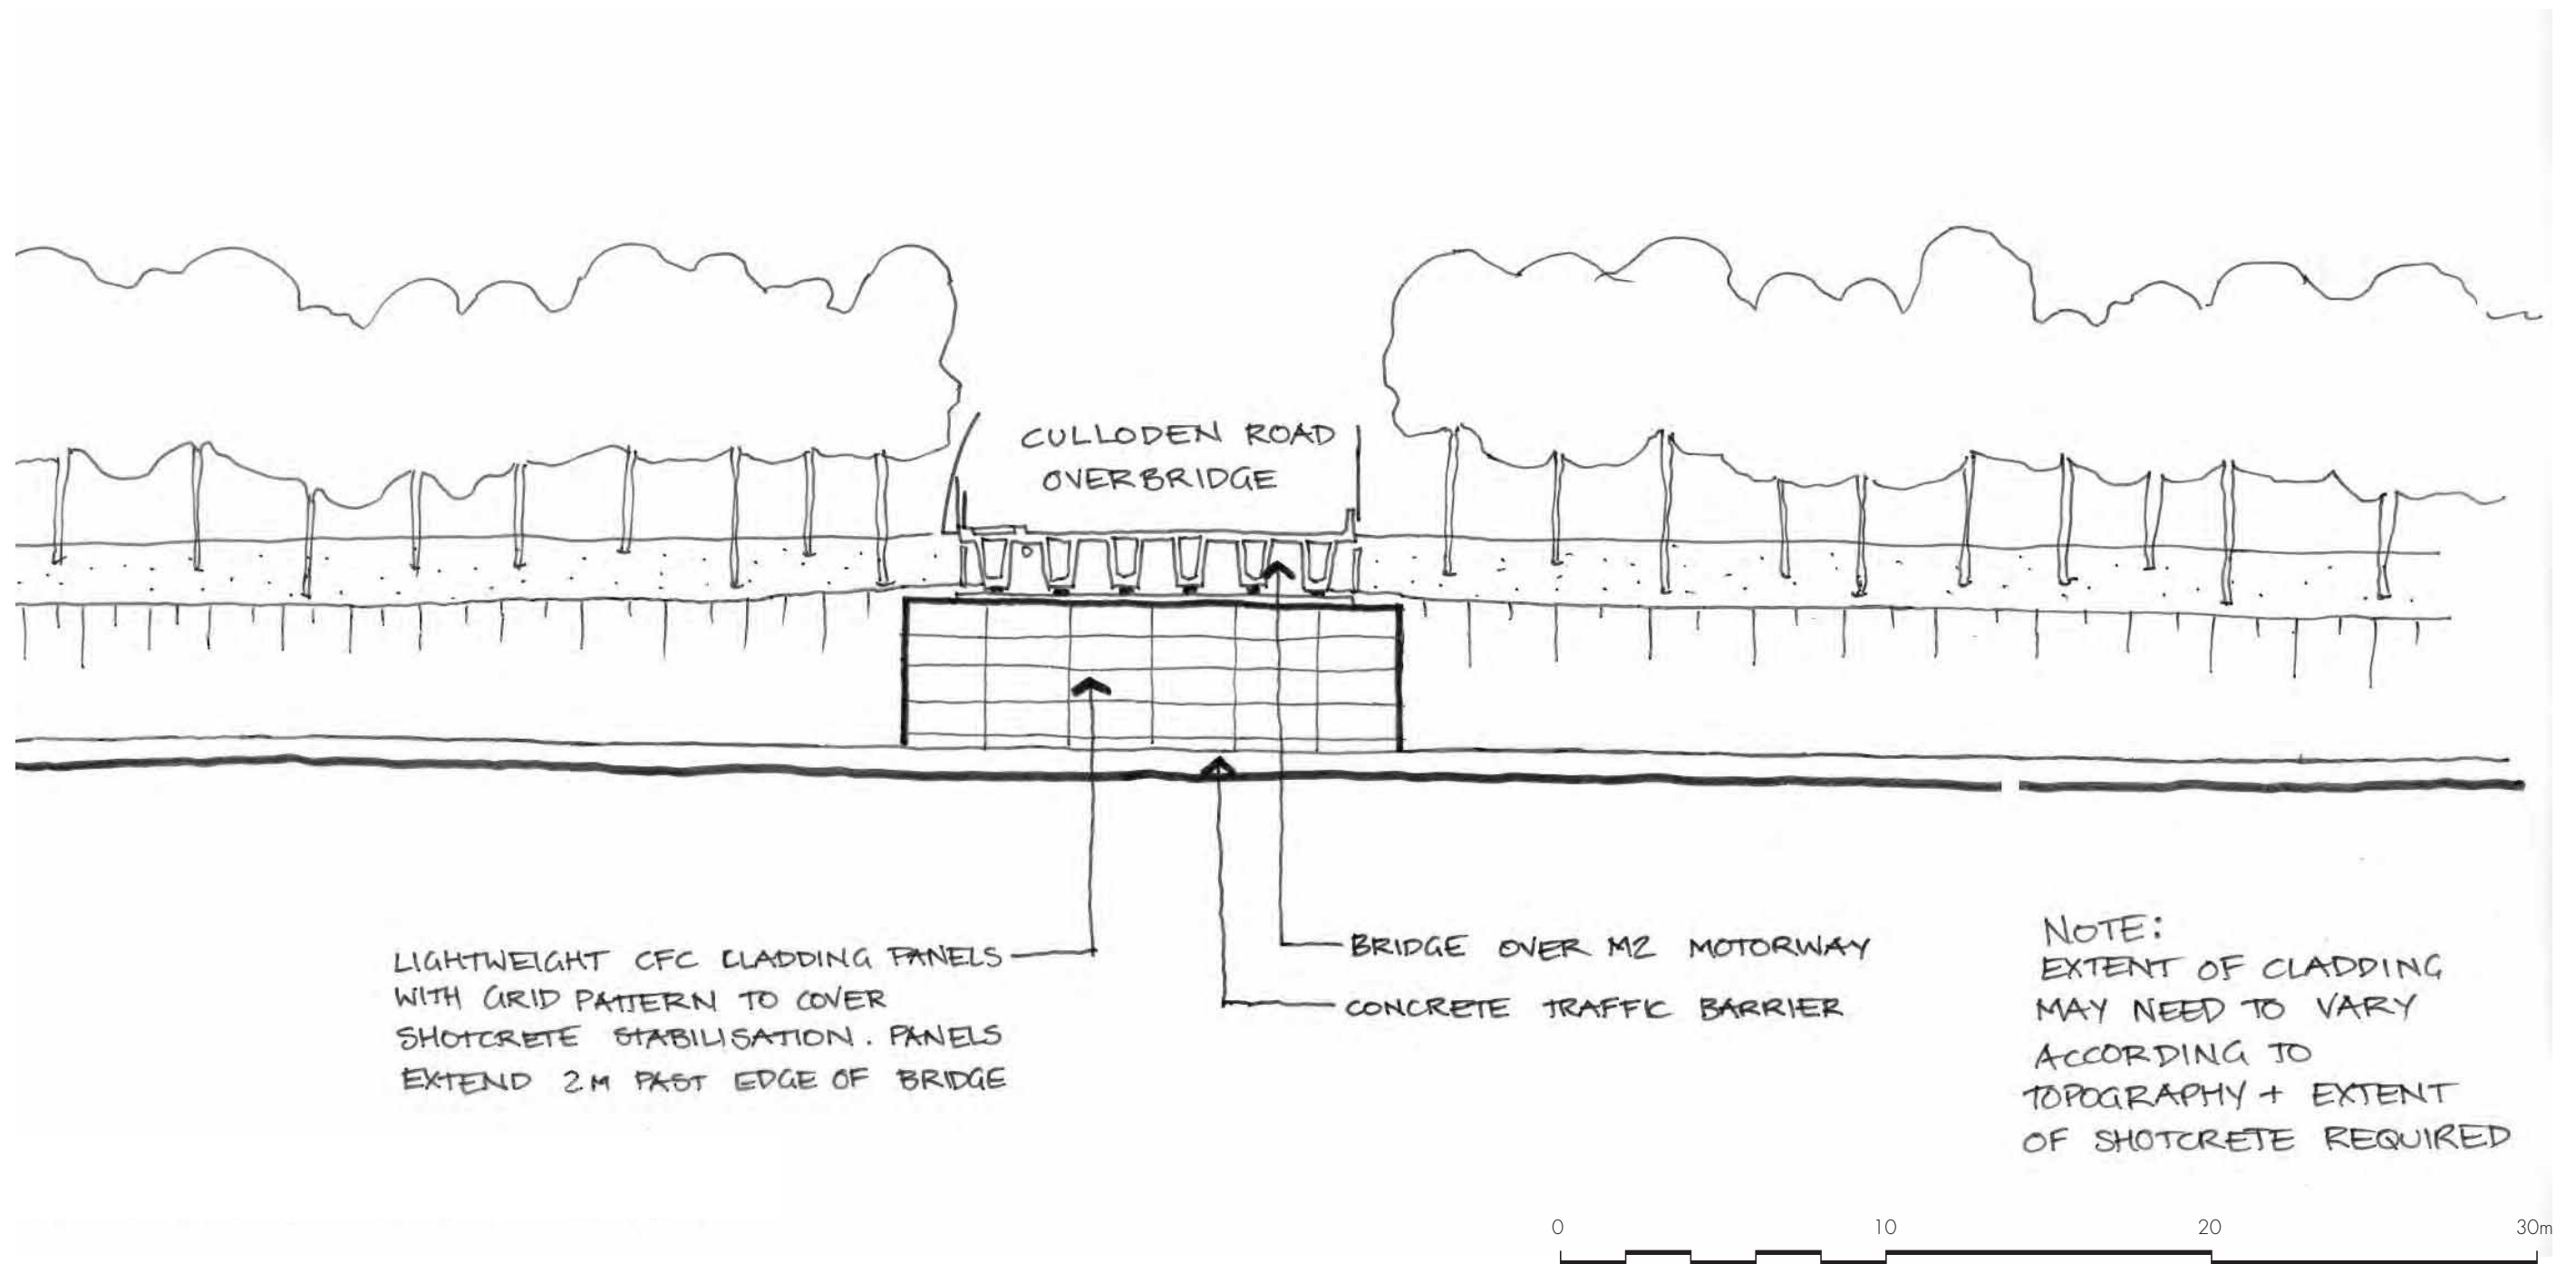 CULLODEN ROAD
OVERBRIDGE
LIGHTWEIGHT CFC CLADDING PANELS
WITH GRID PATTERN TO COVER
SHOTCRETE STABILISATION. PANELS
EXTEND 2M PAST EDGE OF BRIDGE
BRIDGE OVER M2 MOTORWAY
CONCRETE TRAFFIC BARRIER
NOTE:
EXTENT OF CLADDING
MAY NEED TO VARY
ACCORDING TO
TOPOGRAPHY + EXTENT
OF SHOTCRETE REQUIRED
0 10 20 30m